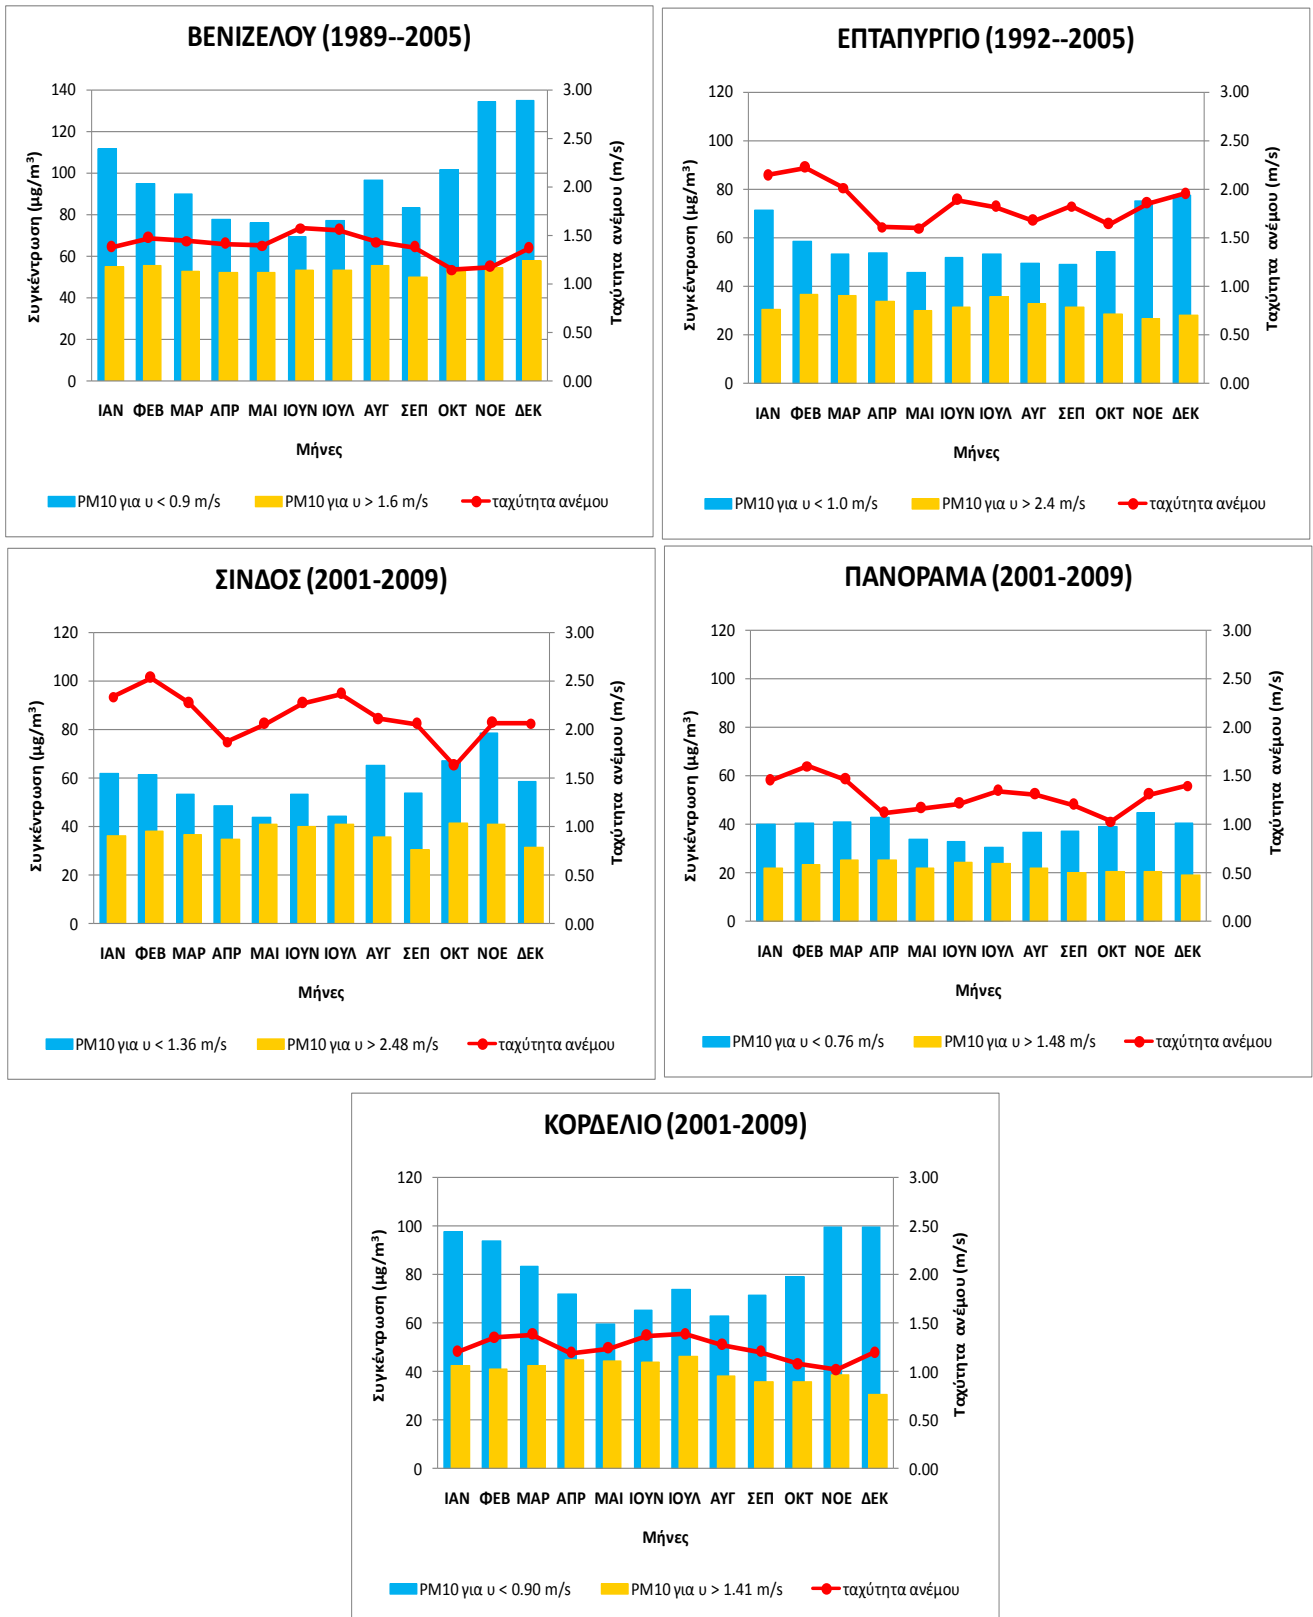 ΒΕΝΙΖΕΛΟΥ (1989--2005)
Συγκέντρωση (μg/m³)
140
120
100
80
60
40
20
0
3.00
2.50
2.00
1.50
1.00
0.50
0.00
Ταχύτητα ανέμου (m/s)
ΙΑΝ ΦΕΒ ΜΑΡ ΑΠΡ ΜΑΙ ΙΟΥΝ ΙΟΥΛ ΑΥΓ ΣΕΠ ΟΚΤ ΝΟΕ ΔΕΚ
Μήνες
PM10 για υ < 0.9 m/s PM10 για υ > 1.6 m/s ταχύτητα ανέμου
ΕΠΤΑΠΥΡΓΙΟ (1992--2005)
Συγκέντρωση (μg/m³)
120
100
80
60
40
20
0
3.00
2.50
2.00
1.50
1.00
0.50
0.00
Ταχύτητα ανέμου (m/s)
ΙΑΝ ΦΕΒ ΜΑΡ ΑΠΡ ΜΑΙ ΙΟΥΝ ΙΟΥΛ ΑΥΓ ΣΕΠ ΟΚΤ ΝΟΕ ΔΕΚ
Μήνες
PM10 για υ < 1.0 m/s PM10 για υ > 2.4 m/s ταχύτητα ανέμου
ΣΙΝΔΟΣ (2001-2009)
Συγκέντρωση (μg/m³)
120
100
80
60
40
20
0
3.00
2.50
2.00
1.50
1.00
0.50
0.00
Ταχύτητα ανέμου (m/s)
ΙΑΝ ΦΕΒ ΜΑΡ ΑΠΡ ΜΑΙ ΙΟΥΝ ΙΟΥΛ ΑΥΓ ΣΕΠ ΟΚΤ ΝΟΕ ΔΕΚ
Μήνες
PM10 για υ < 1.36 m/s PM10 για υ > 2.48 m/s ταχύτητα ανέμου
ΠΑΝΟΡΑΜΑ (2001-2009)
Συγκέντρωση (μg/m³)
120
100
80
60
40
20
0
3.00
2.50
2.00
1.50
1.00
0.50
0.00
Ταχύτητα ανέμου (m/s)
ΙΑΝ ΦΕΒ ΜΑΡ ΑΠΡ ΜΑΙ ΙΟΥΝ ΙΟΥΛ ΑΥΓ ΣΕΠ ΟΚΤ ΝΟΕ ΔΕΚ
Μήνες
PM10 για υ < 0.76 m/s PM10 για υ > 1.48 m/s ταχύτητα ανέμου
ΚΟΡΔΕΛΙΟ (2001-2009)
Συγκέντρωση (μg/m³)
120
100
80
60
40
20
0
3.00
2.50
2.00
1.50
1.00
0.50
0.00
Ταχύτητα ανέμου (m/s)
ΙΑΝ ΦΕΒ ΜΑΡ ΑΠΡ ΜΑΙ ΙΟΥΝ ΙΟΥΛ ΑΥΓ ΣΕΠ ΟΚΤ ΝΟΕ ΔΕΚ
Μήνες
PM10 για υ < 0.90 m/s PM10 για υ > 1.41 m/s ταχύτητα ανέμου